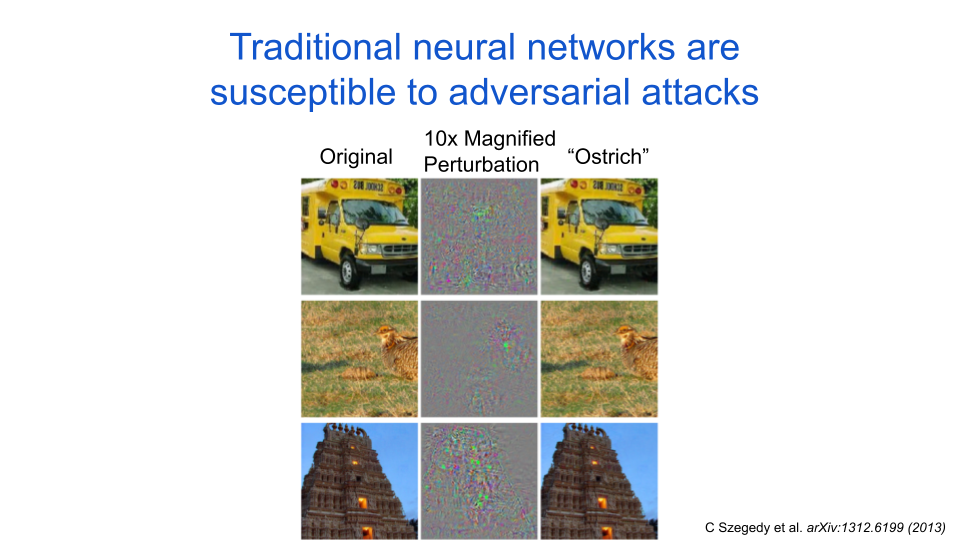 Traditional neural networks are
susceptible to adversarial attacks
Original
10x Magnified
Perturbation
“Ostrich”
C Szegedy et al. arXiv:1312.6199 (2013)